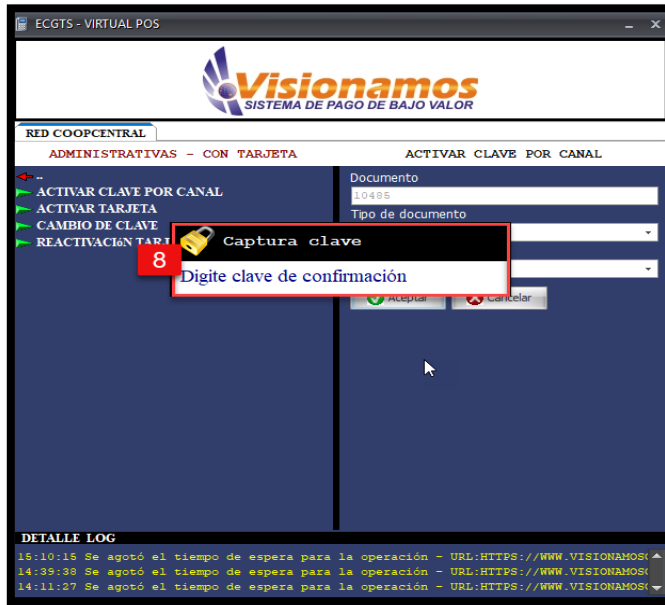 ECGTS - VIRTUAL POS
Visionamos
SISTEMA DE PAGO DE BAJO VALOR
RED COOPCENTRAL
ADMINISTRATIVAS - CON TARJETA
..
ACTIVAR CLAVE POR CANAL
ACTIVAR TARJETA
CAMBIO DE CLAVE
REACTIVACIóN TARJ
ACTIVAR CLAVE POR CANAL
Documento
10485
Tipo de documento
8
Captura clave
Digite clave de confirmación
Aceptar
Cancelar
DETALLE LOG
15:10:15 Se agotó el tiempo de espera para la operación - URL:HTTPS://WWW.VISIONAMOS
14:39:38 Se agotó el tiempo de espera para la operación - URL:HTTPS://WWW.VISIONAMOS
14:11:27 Se agotó el tiempo de espera para la operación - URL:HTTPS://WWW.VISIONAMOS